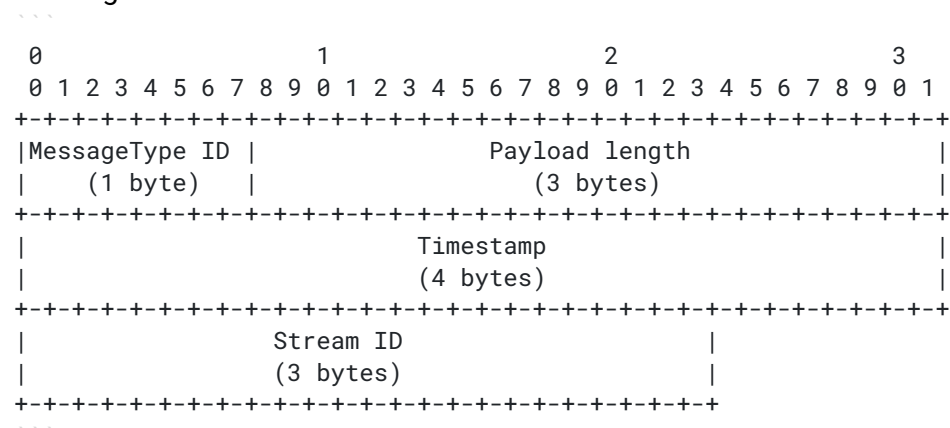 ```
 0                   1                   2                   3
 0 1 2 3 4 5 6 7 8 9 0 1 2 3 4 5 6 7 8 9 0 1 2 3 4 5 6 7 8 9 0 1
+-+-+-+-+-+-+-+-+-+-+-+-+-+-+-+-+-+-+-+-+-+-+-+-+-+-+-+-+-+-+-+-+
|MessageType ID |                Payload length                 |
|    (1 byte)   |                   (3 bytes)                   |
+-+-+-+-+-+-+-+-+-+-+-+-+-+-+-+-+-+-+-+-+-+-+-+-+-+-+-+-+-+-+-+-+
|                           Timestamp                           |
|                           (4 bytes)                           |
+-+-+-+-+-+-+-+-+-+-+-+-+-+-+-+-+-+-+-+-+-+-+-+-+-+-+-+-+-+-+-+-+
|                 Stream ID                     |
|                 (3 bytes)                     |
+-+-+-+-+-+-+-+-+-+-+-+-+-+-+-+-+-+-+-+-+-+-+-+-+
```